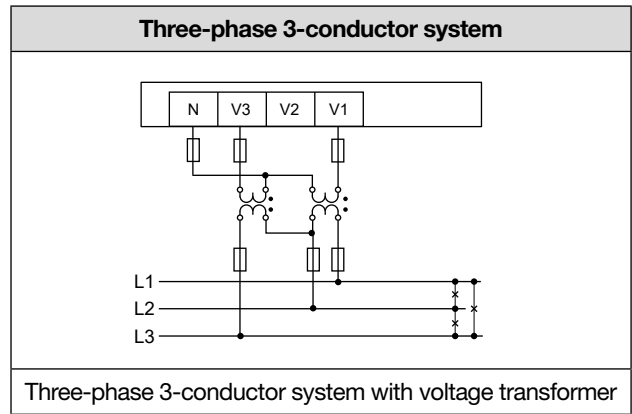 Three-phase 3-conductor system
N V3 V2 V1
L1
L2
L3
Three-phase 3-conductor system with voltage transformer